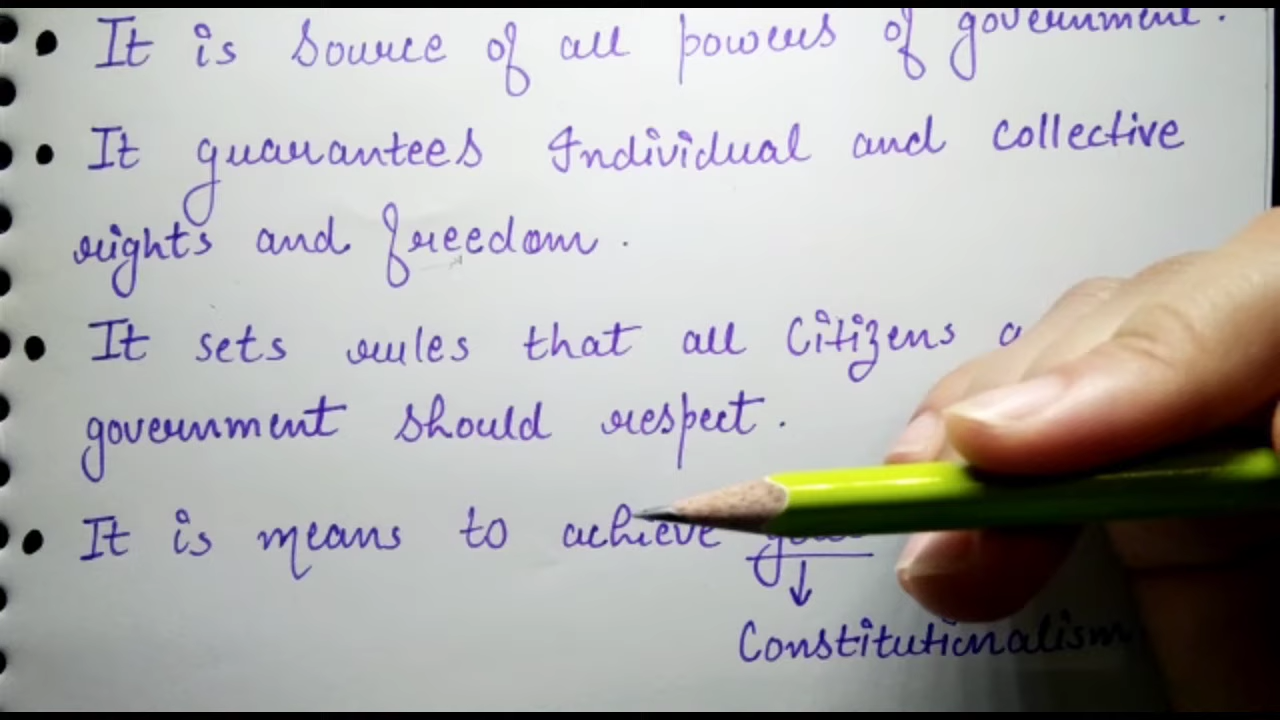 • It is Source of all powers of government.
• It guarantees Individual and collective
rights and freedom.
• It sets rules that all Citizens
government should respect.
• It is means to achieve
↓
Constitutionalism